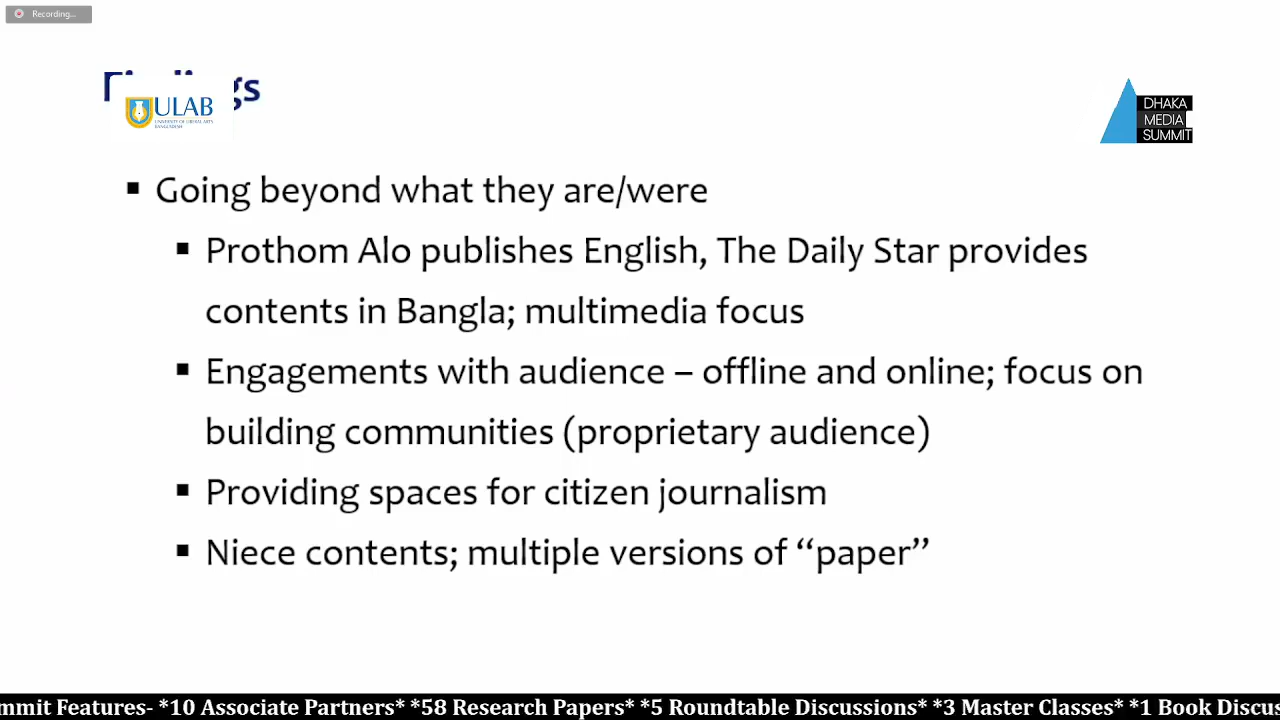 Recording...
Findings
ULAB
UNIVERSITY OF LIBERAL ARTS
BANGLADESH
DHAKA
MEDIA
SUMMIT
▪ Going beyond what they are/were
▪ Prothom Alo publishes English, The Daily Star provides
contents in Bangla; multimedia focus
▪ Engagements with audience – offline and online; focus on
building communities (proprietary audience)
▪ Providing spaces for citizen journalism
▪ Niece contents; multiple versions of “paper”
mmit Features- *10 Associate Partners* *58 Research Papers* *5 Roundtable Discussions* *3 Master Classes* *1 Book Discus